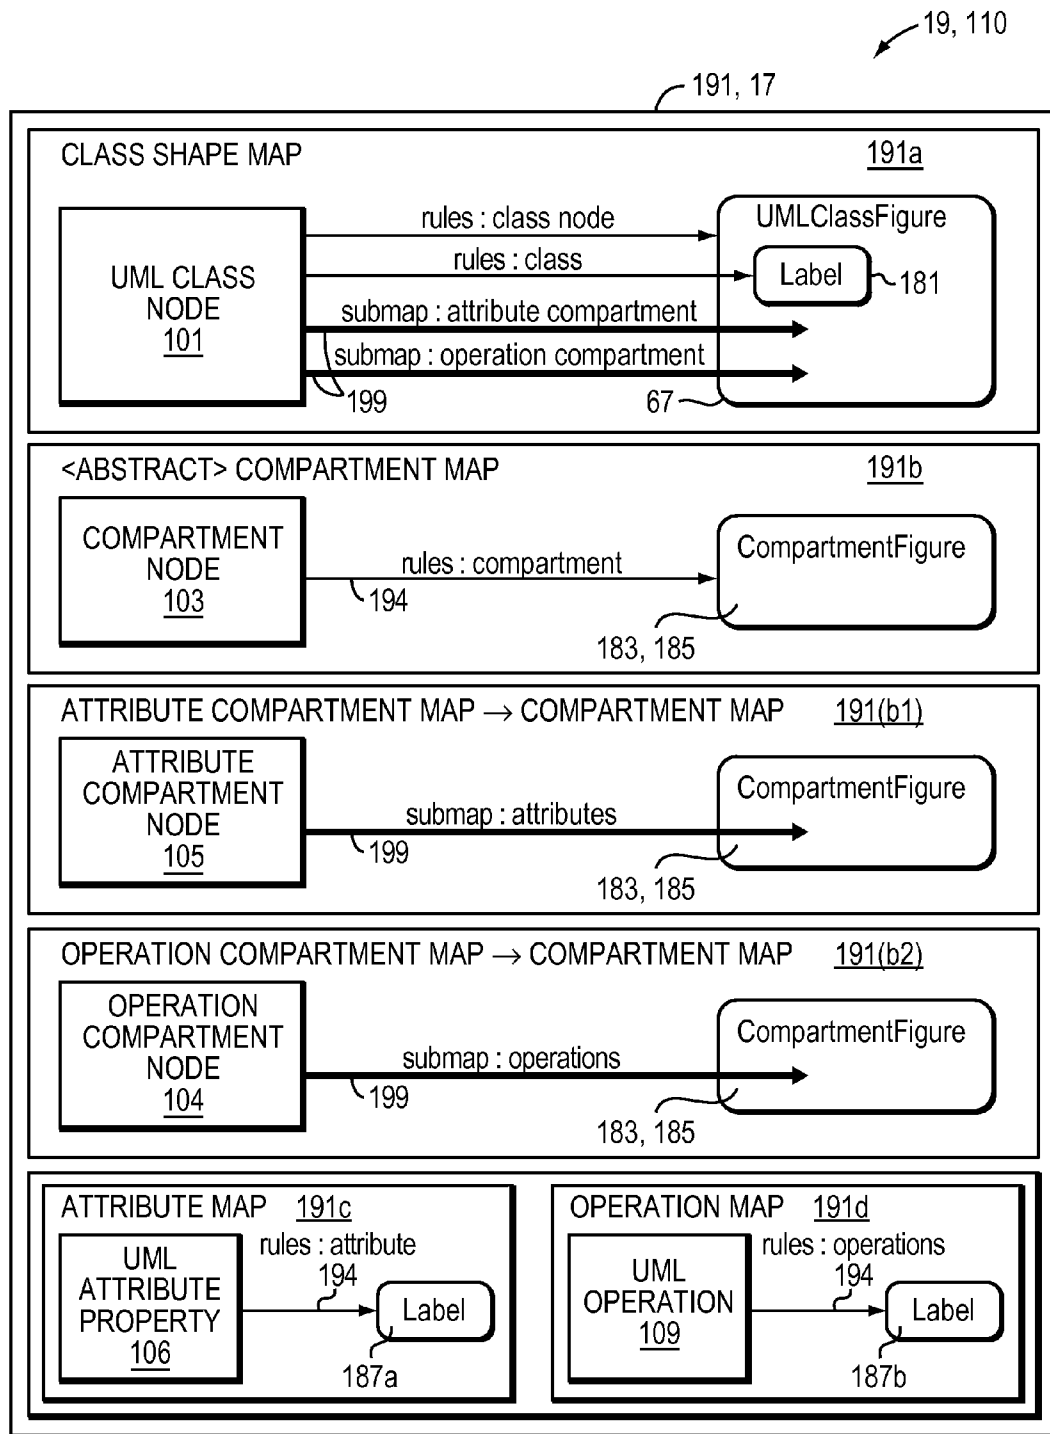 19, 110
191, 17
CLASS SHAPE MAP
191a
UML CLASS
NODE
101
rules : class node
rules : class
submap : attribute compartment
submap : operation compartment
199
UMLClassFigure
Label
181
67
<ABSTRACT> COMPARTMENT MAP
191b
COMPARTMENT
NODE
103
rules : compartment
194
CompartmentFigure
183, 185
ATTRIBUTE COMPARTMENT MAP → COMPARTMENT MAP
191(b1)
ATTRIBUTE
COMPARTMENT
NODE
105
submap : attributes
199
CompartmentFigure
183, 185
OPERATION COMPARTMENT MAP → COMPARTMENT MAP
191(b2)
OPERATION
COMPARTMENT
NODE
104
submap : operations
199
CompartmentFigure
183, 185
ATTRIBUTE MAP
191c
UML
ATTRIBUTE
PROPERTY
106
rules : attribute
194
Label
187a
OPERATION MAP
191d
UML
OPERATION
109
rules : operations
194
Label
187b